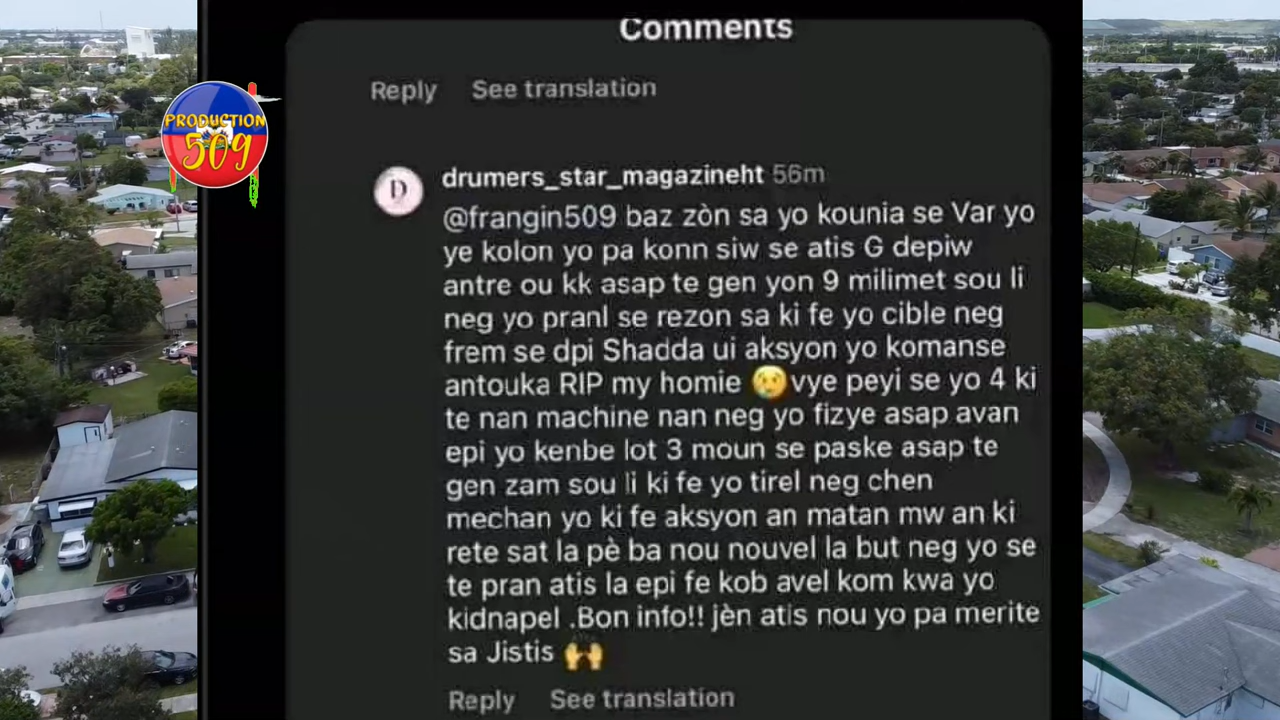 Comments
Reply See translation
PRODUCTION
509
drumers_star_magazineht 56m
@frangin509 baz zòn sa yo kounia se Var yo
ye kolon yo pa konn siw se atis G depiw
antre ou kk asap te gen yon 9 milimet sou li
neg yo pranl se rezon sa ki fe yo cible neg
frem se dpi Shadda ui aksyon yo komanse
antouka RIP my homie 😢vye peyi se yo 4 ki
te nan machine nan neg yo fizye asap avan
epi yo kenbe lot 3 moun se paske asap te
gen zam sou li ki fe yo tirel neg chen
mechan yo ki fe aksyon an matan mw an ki
rete sat la pè ba nou nouvel la but neg yo se
te pran atis la epi fe kob avel kom kwa yo
kidnapel .Bon info!! jèn atis nou yo pa merite
sa Jistis 🙌
Reply See translation